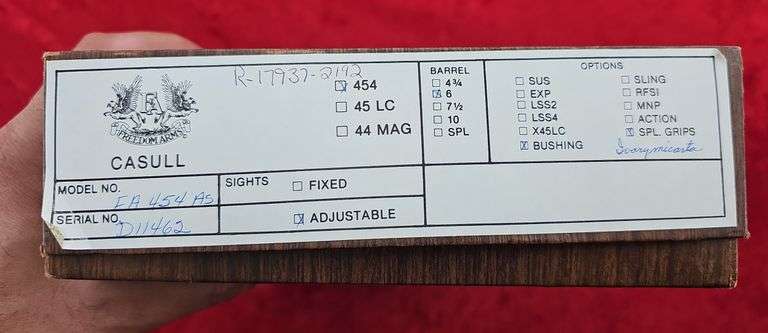 R-17937-2192
FREEDOM ARMS
CASULL
454
45 LC
44 MAG
BARREL
4¾
6
7½
10
SPL
OPTIONS
SUS
EXP
LSS2
LSS4
X45LC
BUSHING
SLING
RFSI
MNP
ACTION
SPL. GRIPS
Ivory micarta
MODEL NO. FA 454 AS
SERIAL NO. D11462
SIGHTS FIXED
ADJUSTABLE